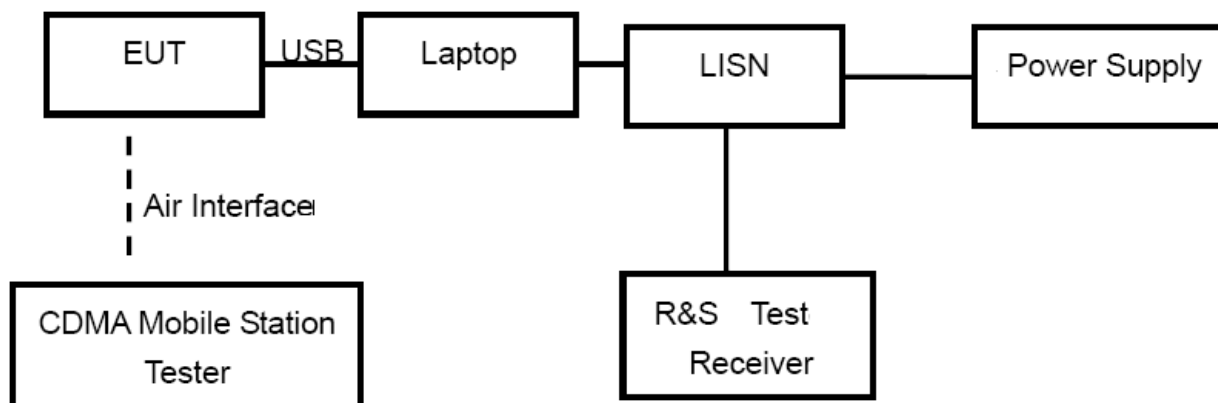 EUT
USB
Laptop
LISN
Power Supply
Air Interface
CDMA Mobile Station
Tester
R&S Test
Receiver